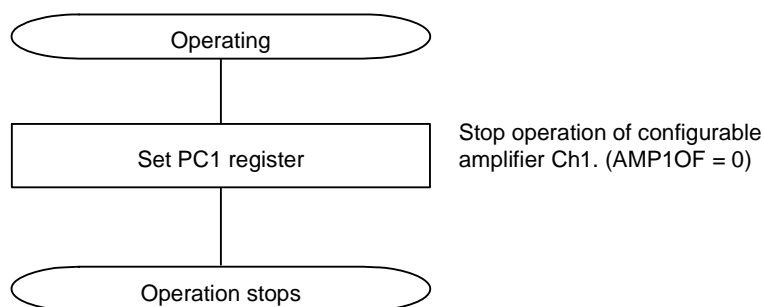 Operating
Set PC1 register
Stop operation of configurable
amplifier Ch1. (AMP1OF = 0)
Operation stops